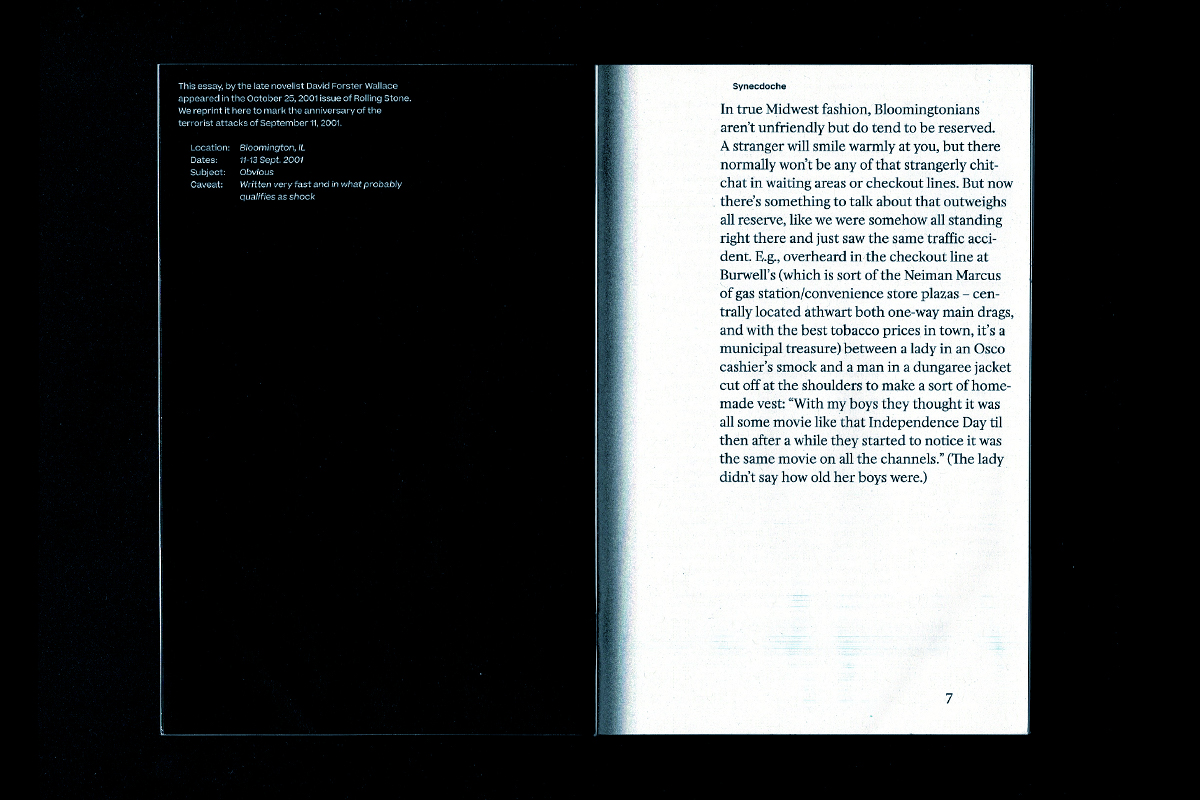 This essay, by the late novelist David Forster Wallace
appeared in the October 25, 2001 issue of Rolling Stone.
We reprint it here to mark the anniversary of the
terrorist attacks of September 11, 2001.
Location: Bloomington, IL
Dates: 11-13 Sept. 2001
Subject: Obvious
Caveat: Written very fast and in what probably
qualifies as shock
Synecdoche
In true Midwest fashion, Bloomingtonians
aren't unfriendly but do tend to be reserved.
A stranger will smile warmly at you, but there
normally won't be any of that strangerly chit-
chat in waiting areas or checkout lines. But now
there's something to talk about that outweighs
all reserve, like we were somehow all standing
right there and just saw the same traffic acci-
dent. E.g., overheard in the checkout line at
Burwell's (which is sort of the Neiman Marcus
of gas station/convenience store plazas – cen-
trally located athwart both one-way main drags,
and with the best tobacco prices in town, it's a
municipal treasure) between a lady in an Osco
cashier's smock and a man in a dungaree jacket
cut off at the shoulders to make a sort of home-
made vest: “With my boys they thought it was
all some movie like that Independence Day til
then after a while they started to notice it was
the same movie on all the channels.” (The lady
didn't say how old her boys were.)
7